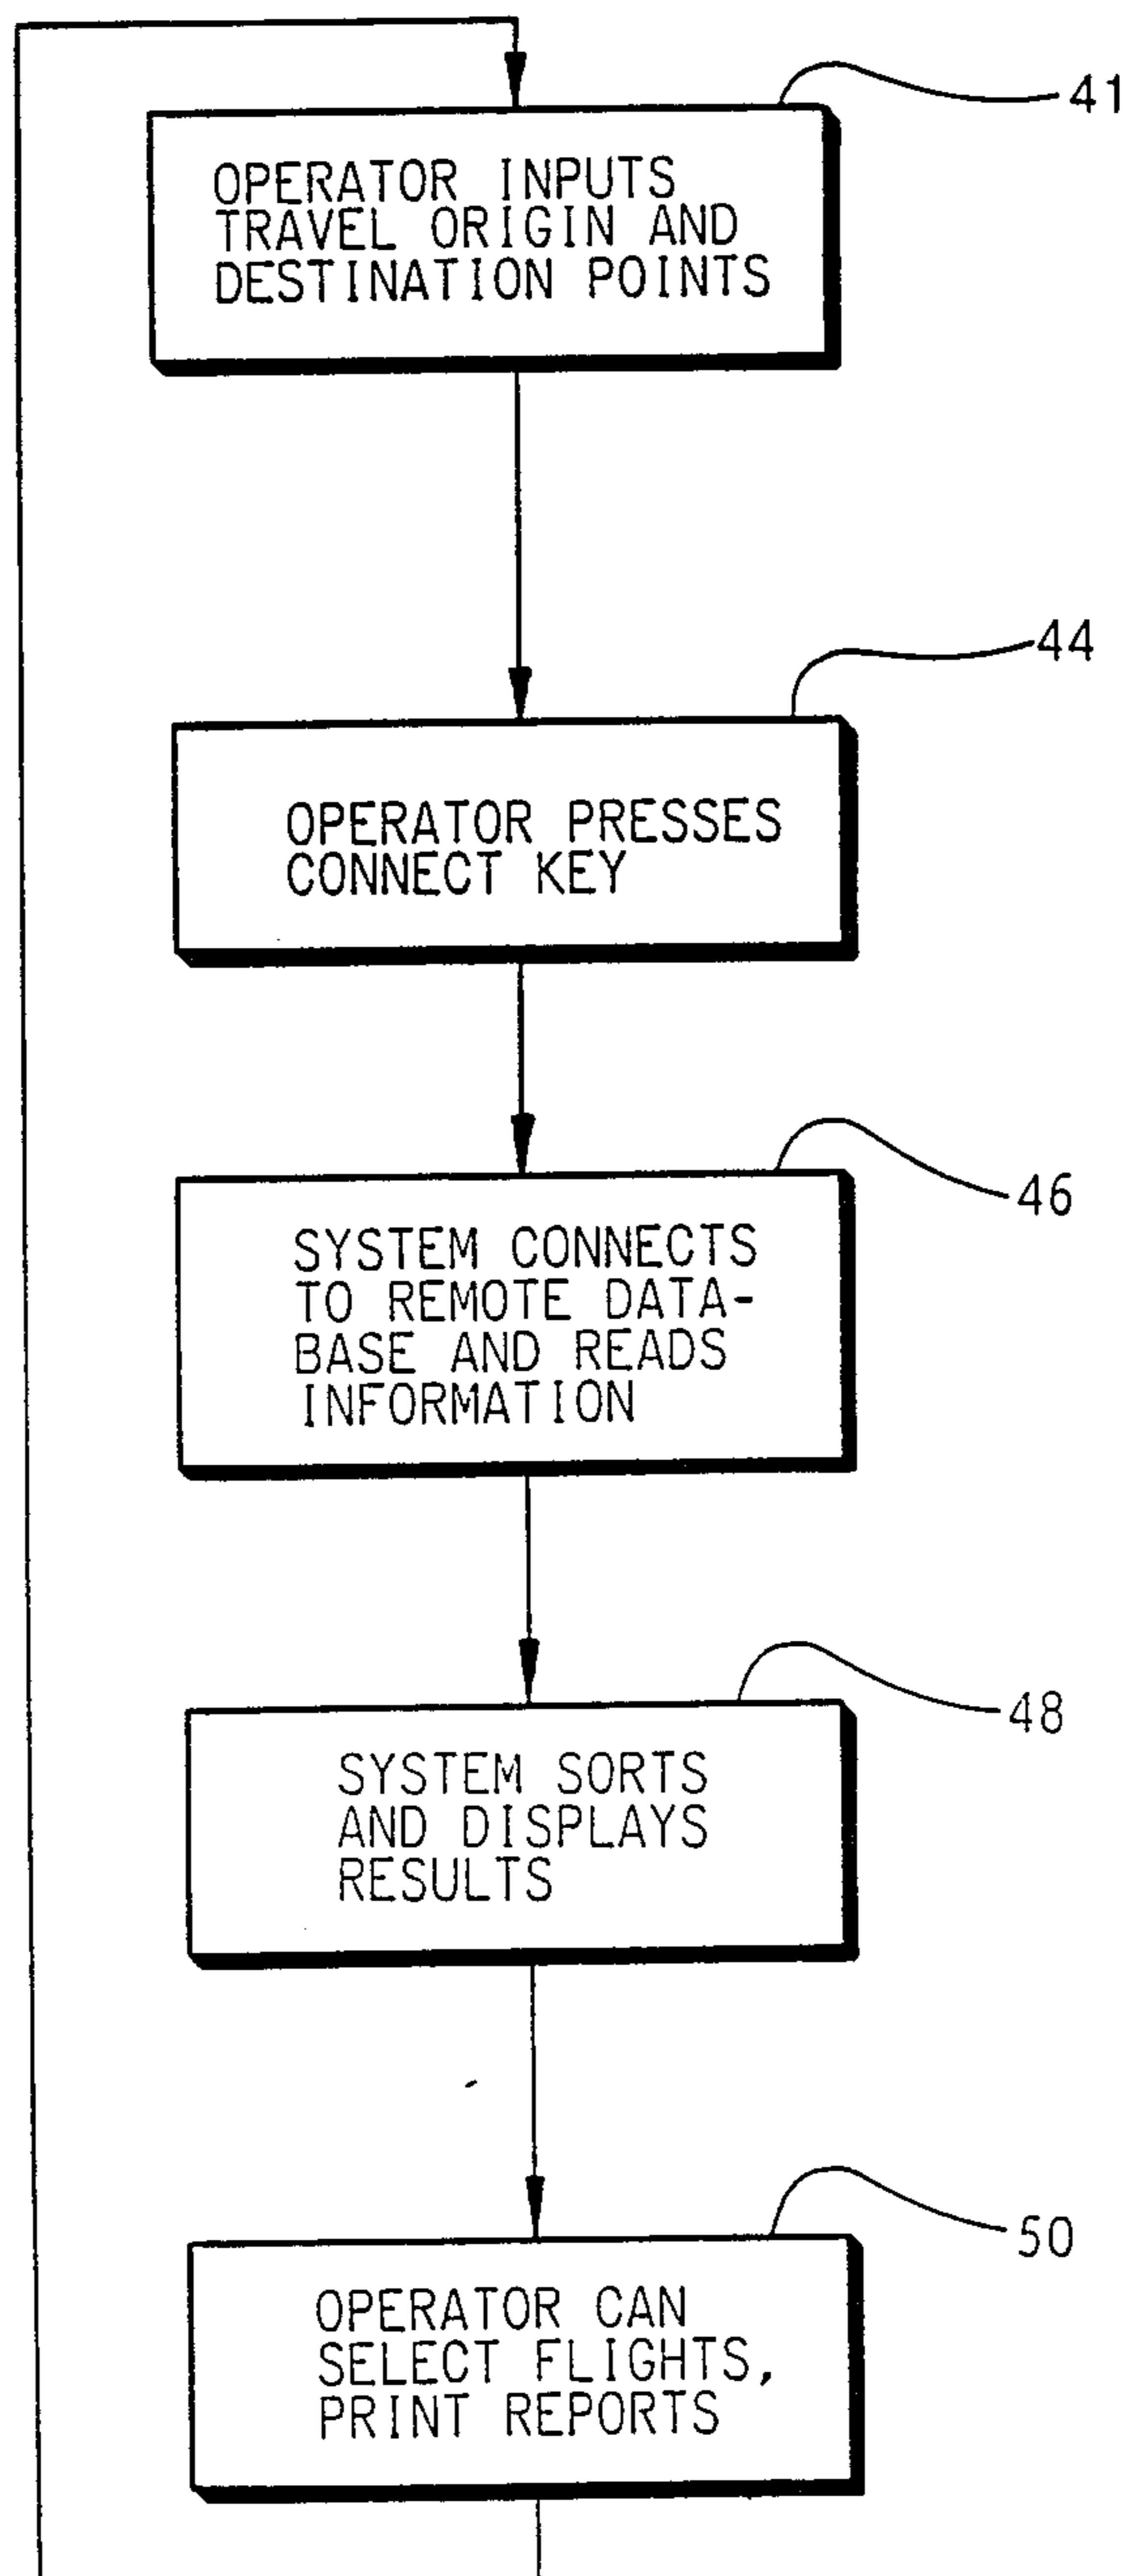 41
OPERATOR INPUTS
TRAVEL ORIGIN AND
DESTINATION POINTS
44
OPERATOR PRESSES
CONNECT KEY
46
SYSTEM CONNECTS
TO REMOTE DATA-
BASE AND READS
INFORMATION
48
SYSTEM SORTS
AND DISPLAYS
RESULTS
50
OPERATOR CAN
SELECT FLIGHTS,
PRINT REPORTS